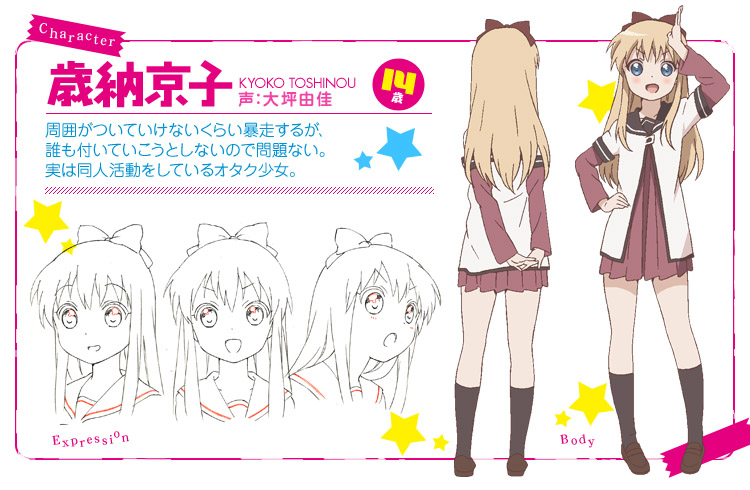 Character
歳納京子
KYOKO TOSHINOU
声:大坪由佳
14
歳
周囲がついていけないくらい暴走するが、
誰も付いていこうとしないので問題ない。
実は同人活動をしているオタク少女。
Expression
Body